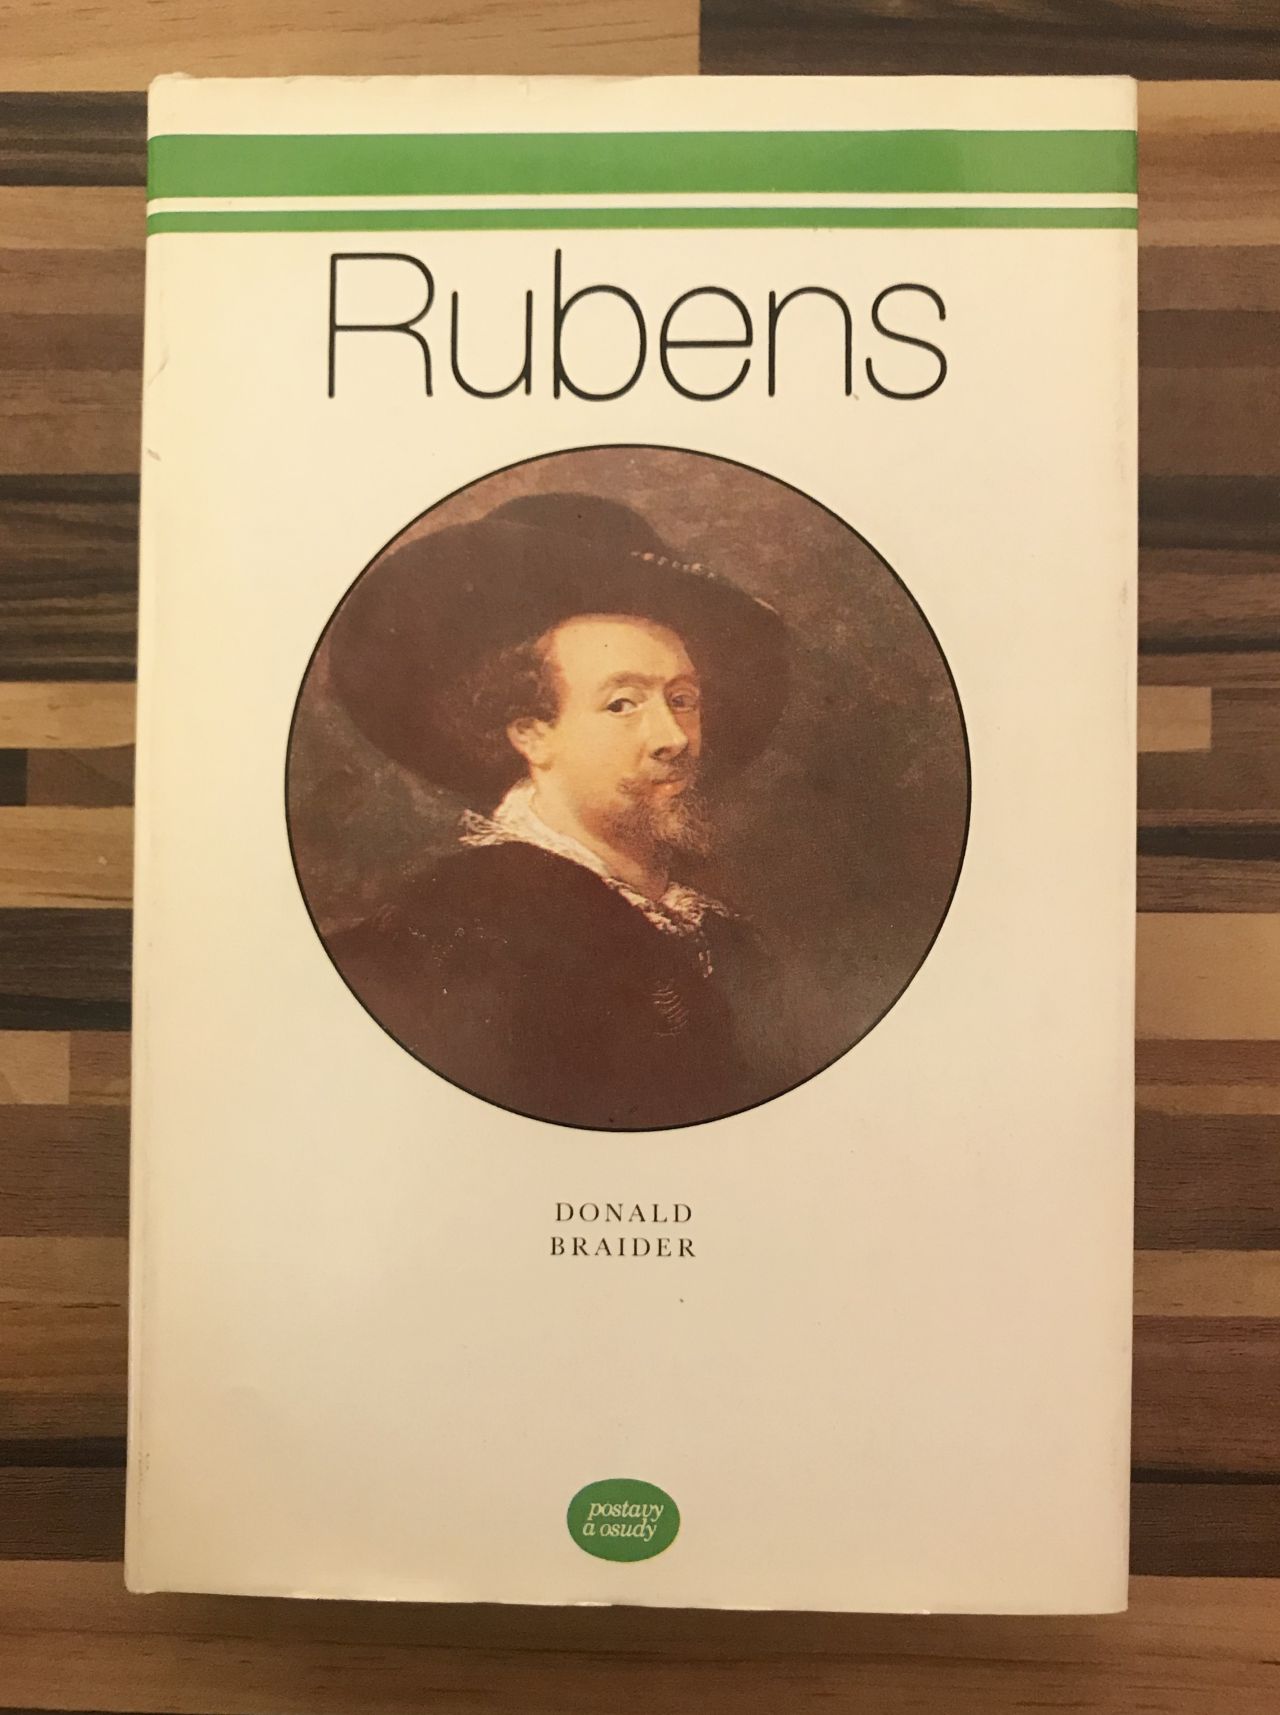 Rubens
DONALD
BRAIDER
postavy
a osudy